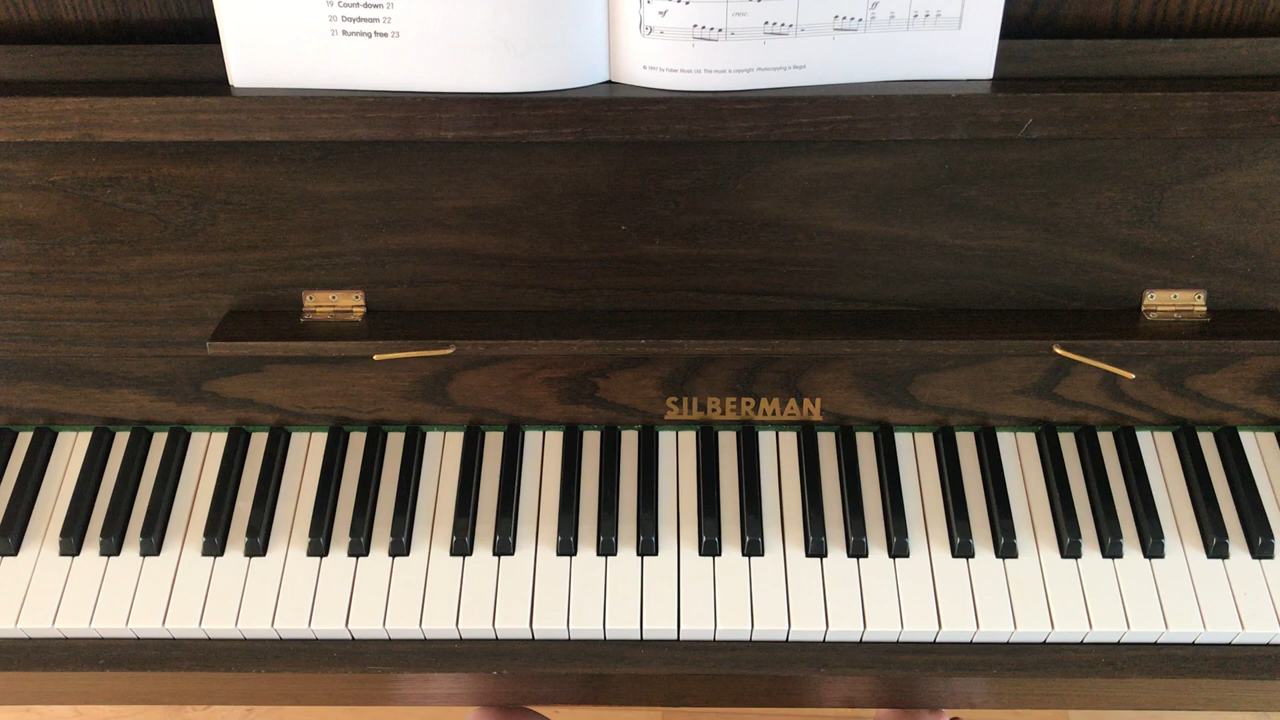 19 Count-down 21
20 Daydream 22
21 Running free 23
mf
cresc.
ff
© 1997 by Faber Music Ltd. This music is copyright. Photocopying is illegal.
SILBERMAN